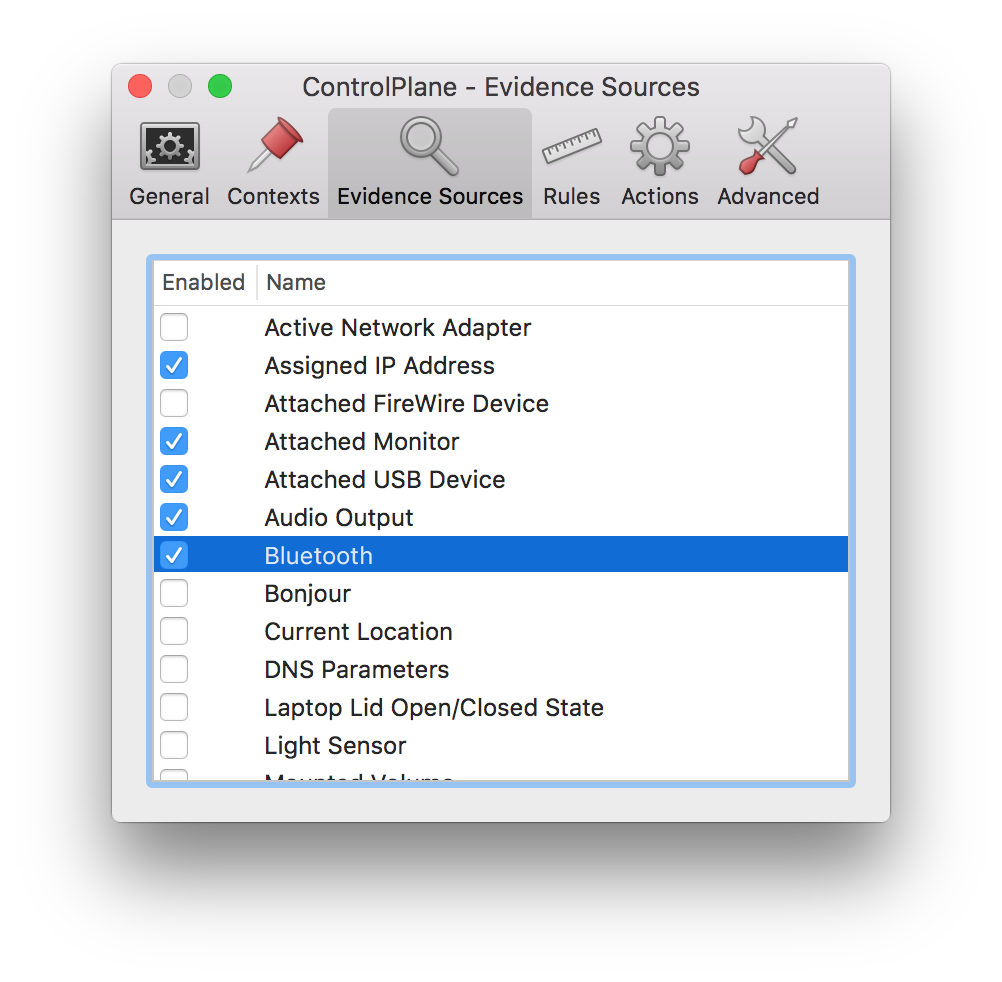 ControlPlane - Evidence Sources
General Contexts Evidence Sources Rules Actions Advanced
Enabled Name
Active Network Adapter
Assigned IP Address
Attached FireWire Device
Attached Monitor
Attached USB Device
Audio Output
Bluetooth
Bonjour
Current Location
DNS Parameters
Laptop Lid Open/Closed State
Light Sensor
Mounted Volume